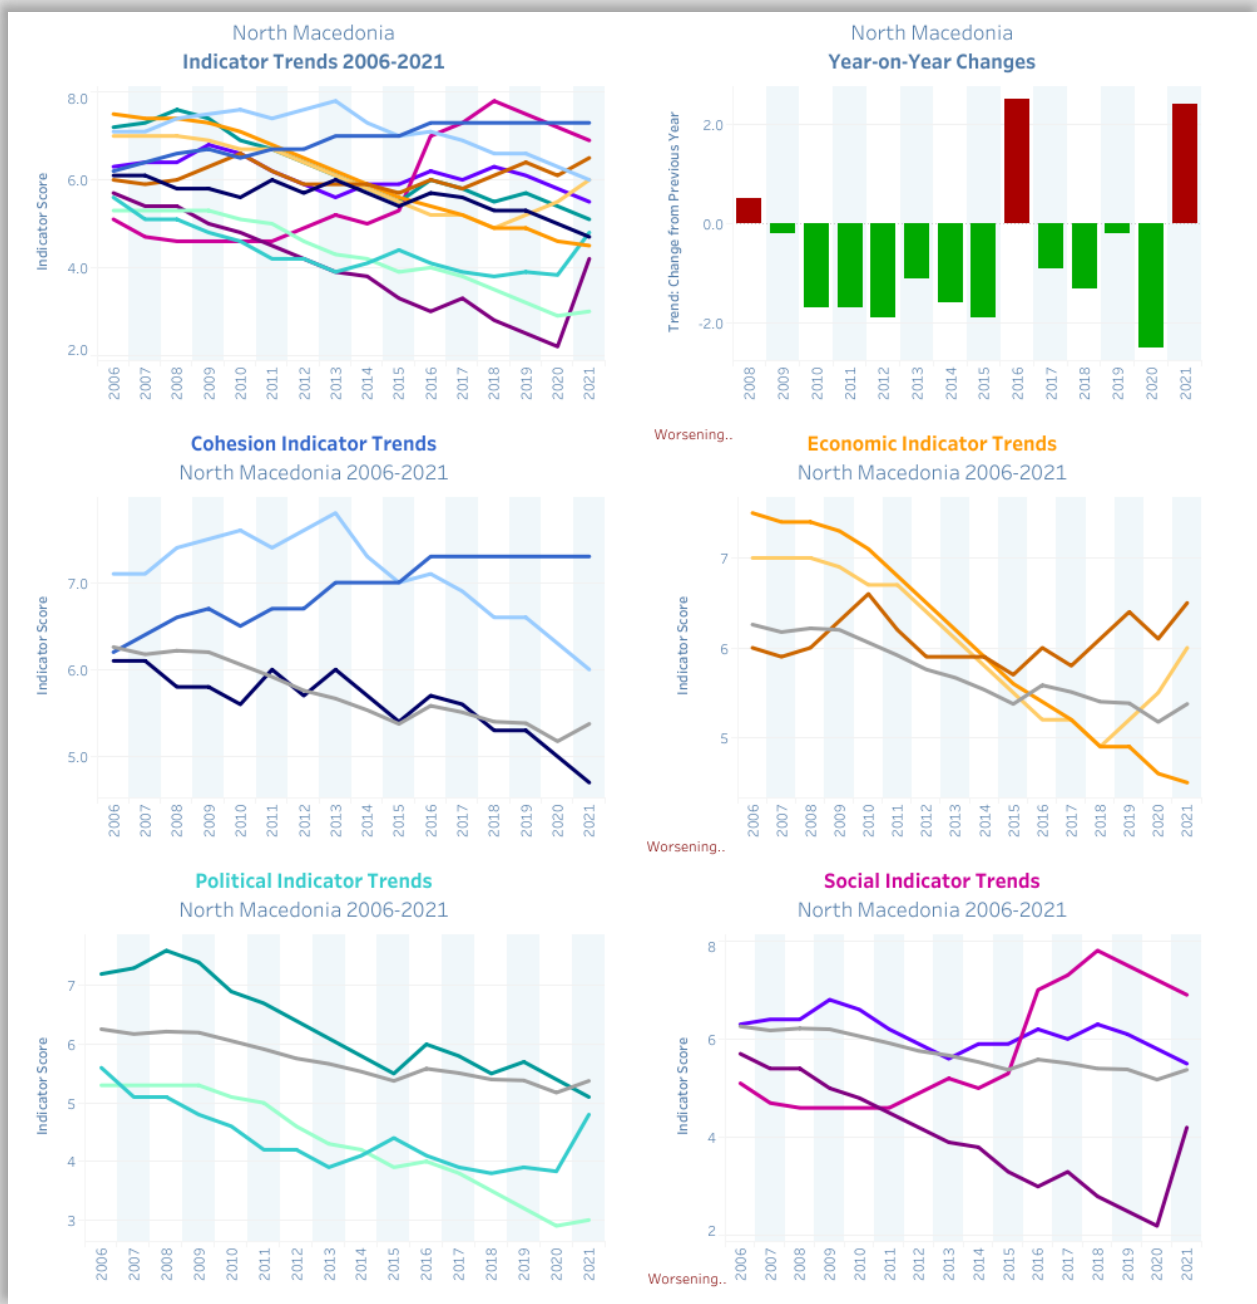 North Macedonia
Indicator Trends 2006-2021
Indicator Score
8.0
6.0
4.0
2.0
2006 2007 2008 2009 2010 2011 2012 2013 2014 2015 2016 2017 2018 2019 2020 2021
North Macedonia
Year-on-Year Changes
Trend: Change from Previous Year
2.0
0.0
-2.0
2008 2009 2010 2011 2012 2013 2014 2015 2016 2017 2018 2019 2020 2021
Worsening..
Cohesion Indicator Trends
North Macedonia 2006-2021
Indicator Score
7.0
6.0
5.0
2006 2007 2008 2009 2010 2011 2012 2013 2014 2015 2016 2017 2018 2019 2020 2021
Economic Indicator Trends
North Macedonia 2006-2021
Indicator Score
7
6
5
2006 2007 2008 2009 2010 2011 2012 2013 2014 2015 2016 2017 2018 2019 2020 2021
Worsening..
Political Indicator Trends
North Macedonia 2006-2021
Indicator Score
7
6
5
4
3
2006 2007 2008 2009 2010 2011 2012 2013 2014 2015 2016 2017 2018 2019 2020 2021
Social Indicator Trends
North Macedonia 2006-2021
Indicator Score
8
6
4
2
2006 2007 2008 2009 2010 2011 2012 2013 2014 2015 2016 2017 2018 2019 2020 2021
Worsening..